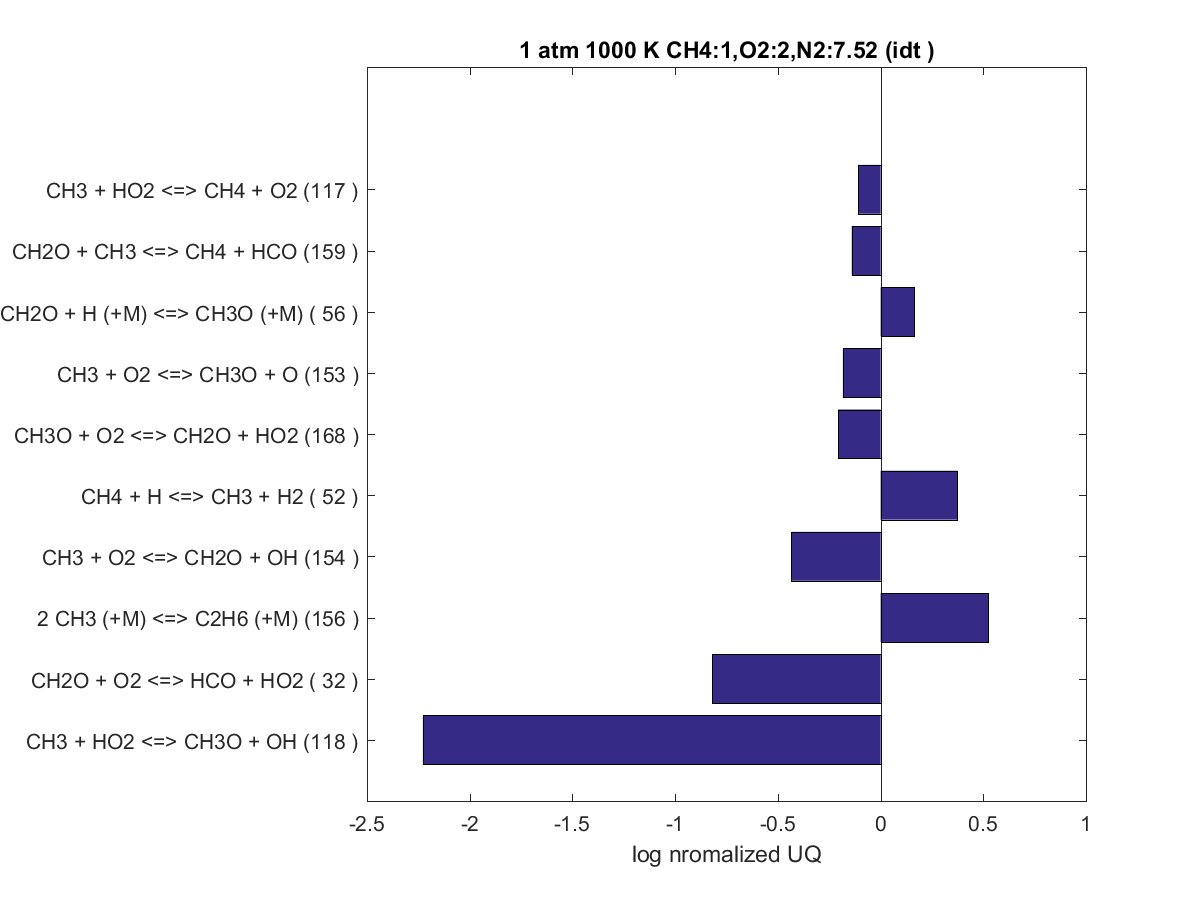 1 atm 1000 K CH4:1,O2:2,N2:7.52 (idt )
CH3 + HO2 <=> CH4 + O2 (117 )
CH2O + CH3 <=> CH4 + HCO (159 )
CH2O + H (+M) <=> CH3O (+M) ( 56 )
CH3 + O2 <=> CH3O + O (153 )
CH3O + O2 <=> CH2O + HO2 (168 )
CH4 + H <=> CH3 + H2 ( 52 )
CH3 + O2 <=> CH2O + OH (154 )
2 CH3 (+M) <=> C2H6 (+M) (156 )
CH2O + O2 <=> HCO + HO2 ( 32 )
CH3 + HO2 <=> CH3O + OH (118 )
-2.5 -2 -1.5 -1 -0.5 0 0.5 1
log nromalized UQ